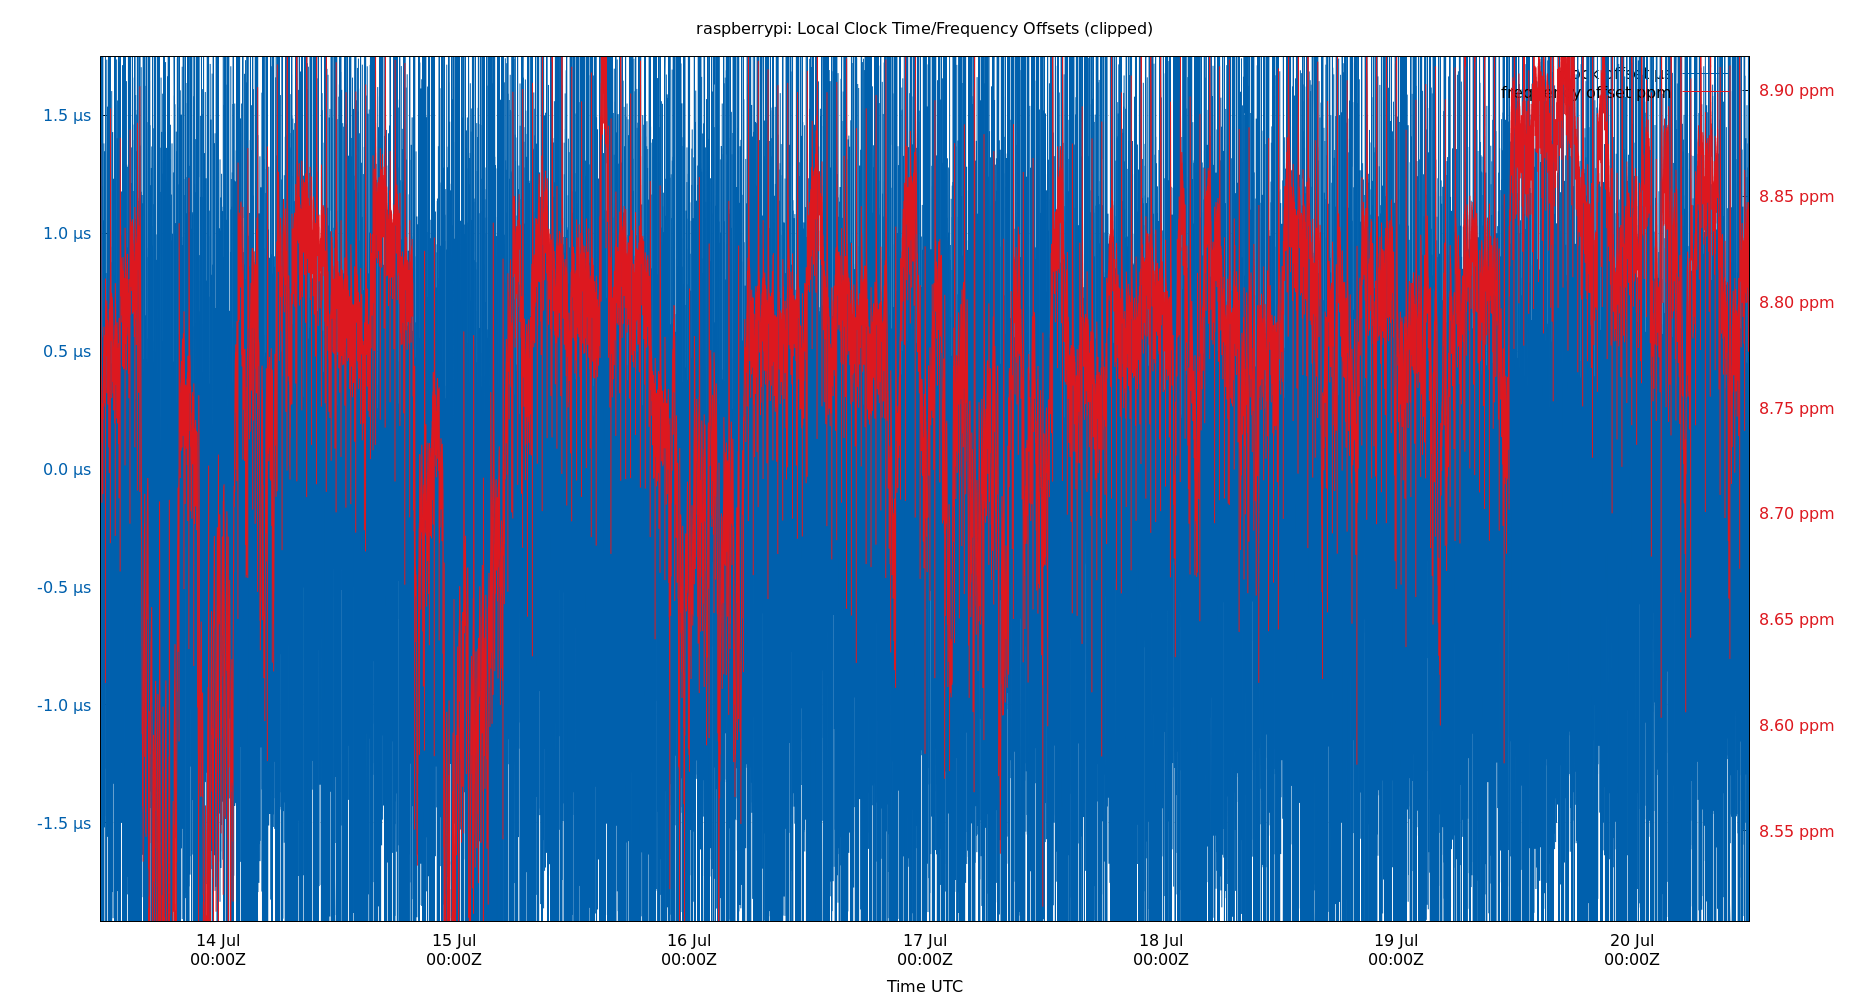 raspberrypi: Local Clock Time/Frequency Offsets (clipped)
frequency offset ppm
1.5 μs
1.0 μs
0.5 μs
0.0 μs
-0.5 μs
-1.0 μs
-1.5 μs
8.90 ppm
8.85 ppm
8.80 ppm
8.75 ppm
8.70 ppm
8.65 ppm
8.60 ppm
8.55 ppm
14 Jul
00:00Z
15 Jul
00:00Z
16 Jul
00:00Z
17 Jul
00:00Z
18 Jul
00:00Z
19 Jul
00:00Z
20 Jul
00:00Z
Time UTC